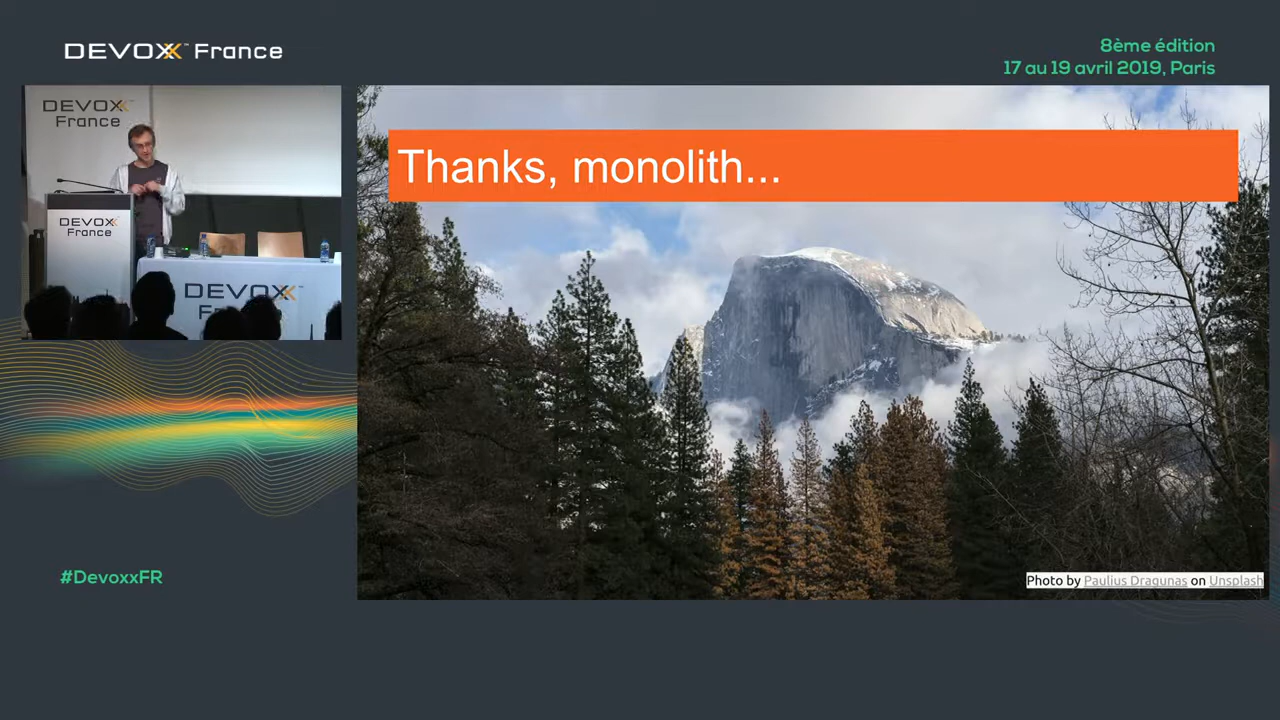 DEVOXX™ France
8ème édition
17 au 19 avril 2019, Paris
DEVOXX
France
DEVOXX
France
DEVOXX
Thanks, monolith...
#DevoxxFR
Photo by Paulius Dragunas on Unsplash